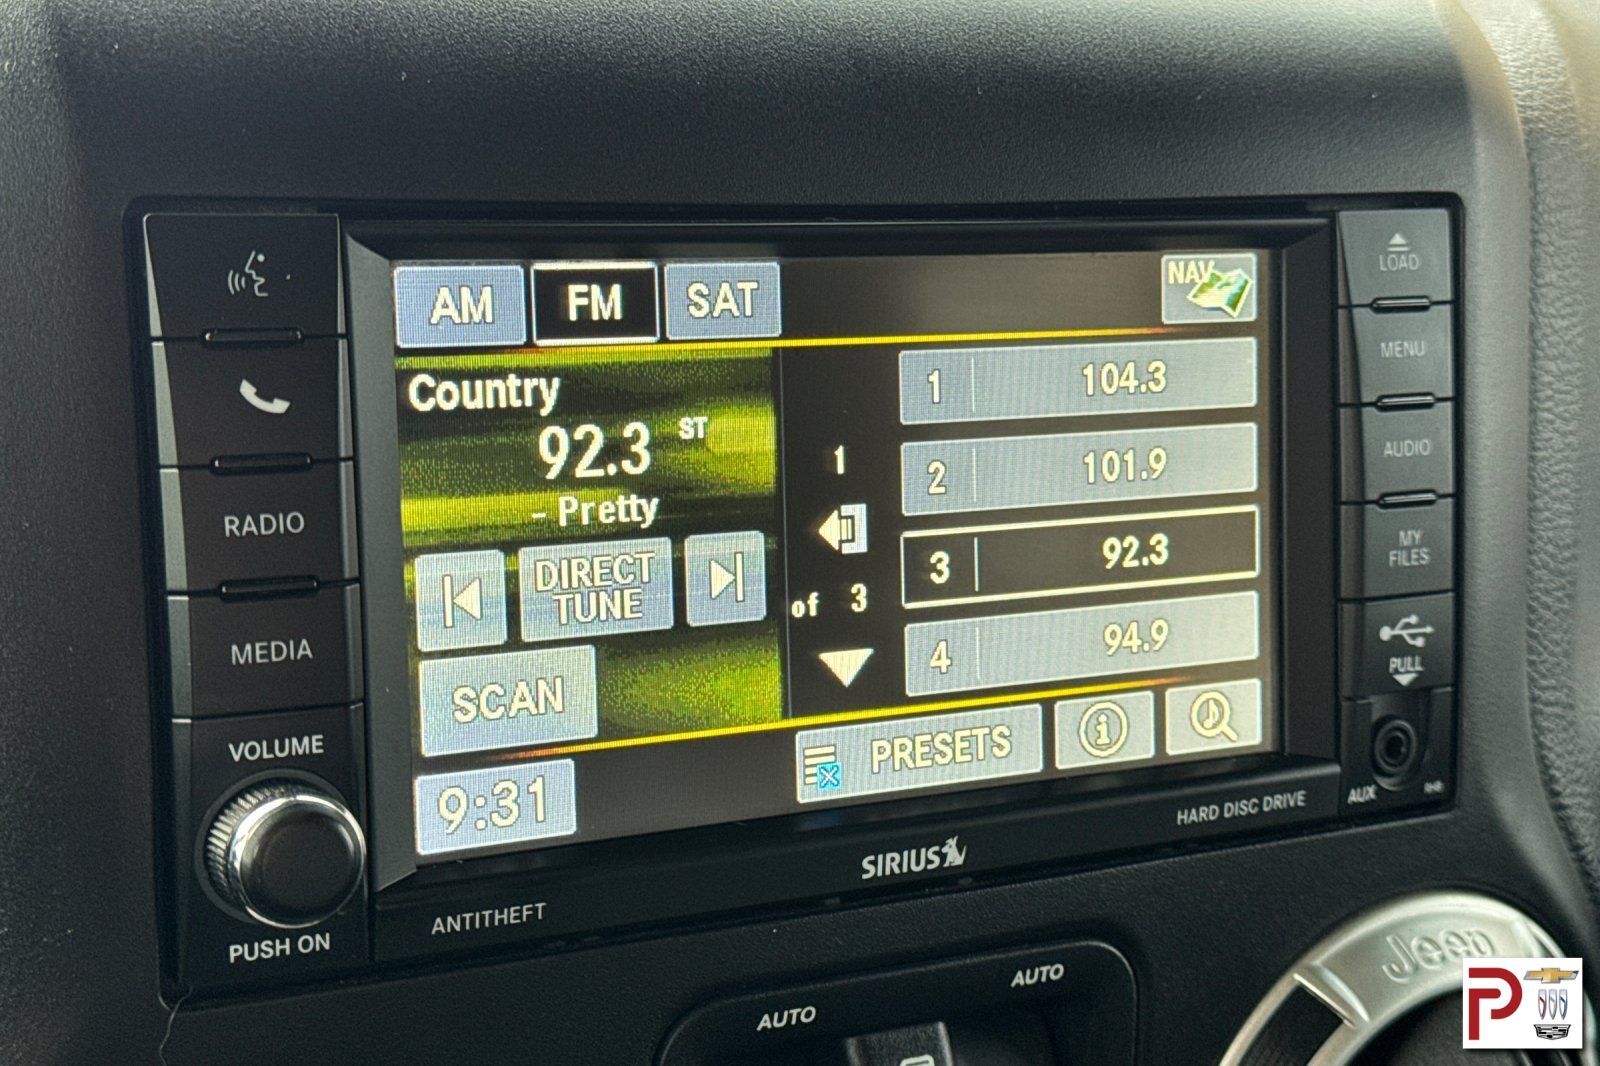 AM FM SAT NAV
Country
92.3 ST
- Pretty
DIRECT
TUNE
SCAN
9:31
1
of 3
1 104.3
2 101.9
3 92.3
4 94.9
PRESETS
RADIO
MEDIA
VOLUME
PUSH ON
LOAD
MENU
AUDIO
MY
FILES
PULL
AUX
HARD DISC DRIVE
SIRIUS
ANTITHEFT
AUTO
AUTO
Jeep
P